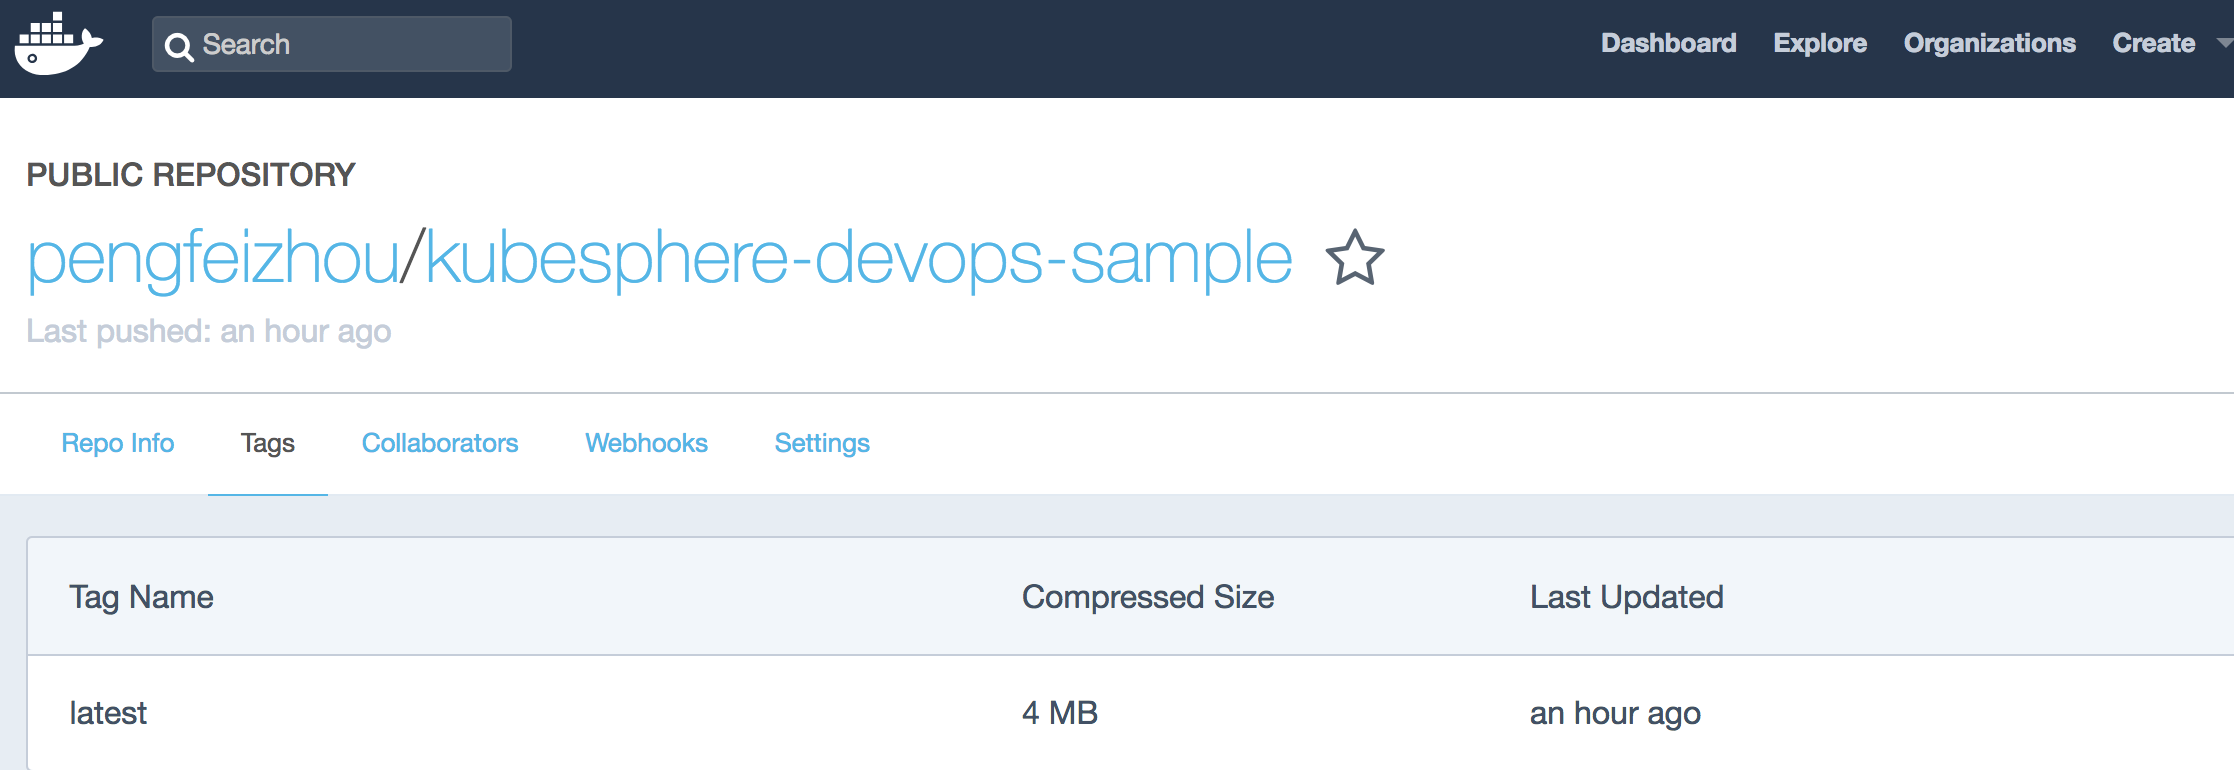 Search Dashboard Explore Organizations Create
PUBLIC REPOSITORY
pengfeizhou/kubesphere-devops-sample
Last pushed: an hour ago
Repo Info Tags Collaborators Webhooks Settings
Tag Name Compressed Size Last Updated
latest 4 MB an hour ago